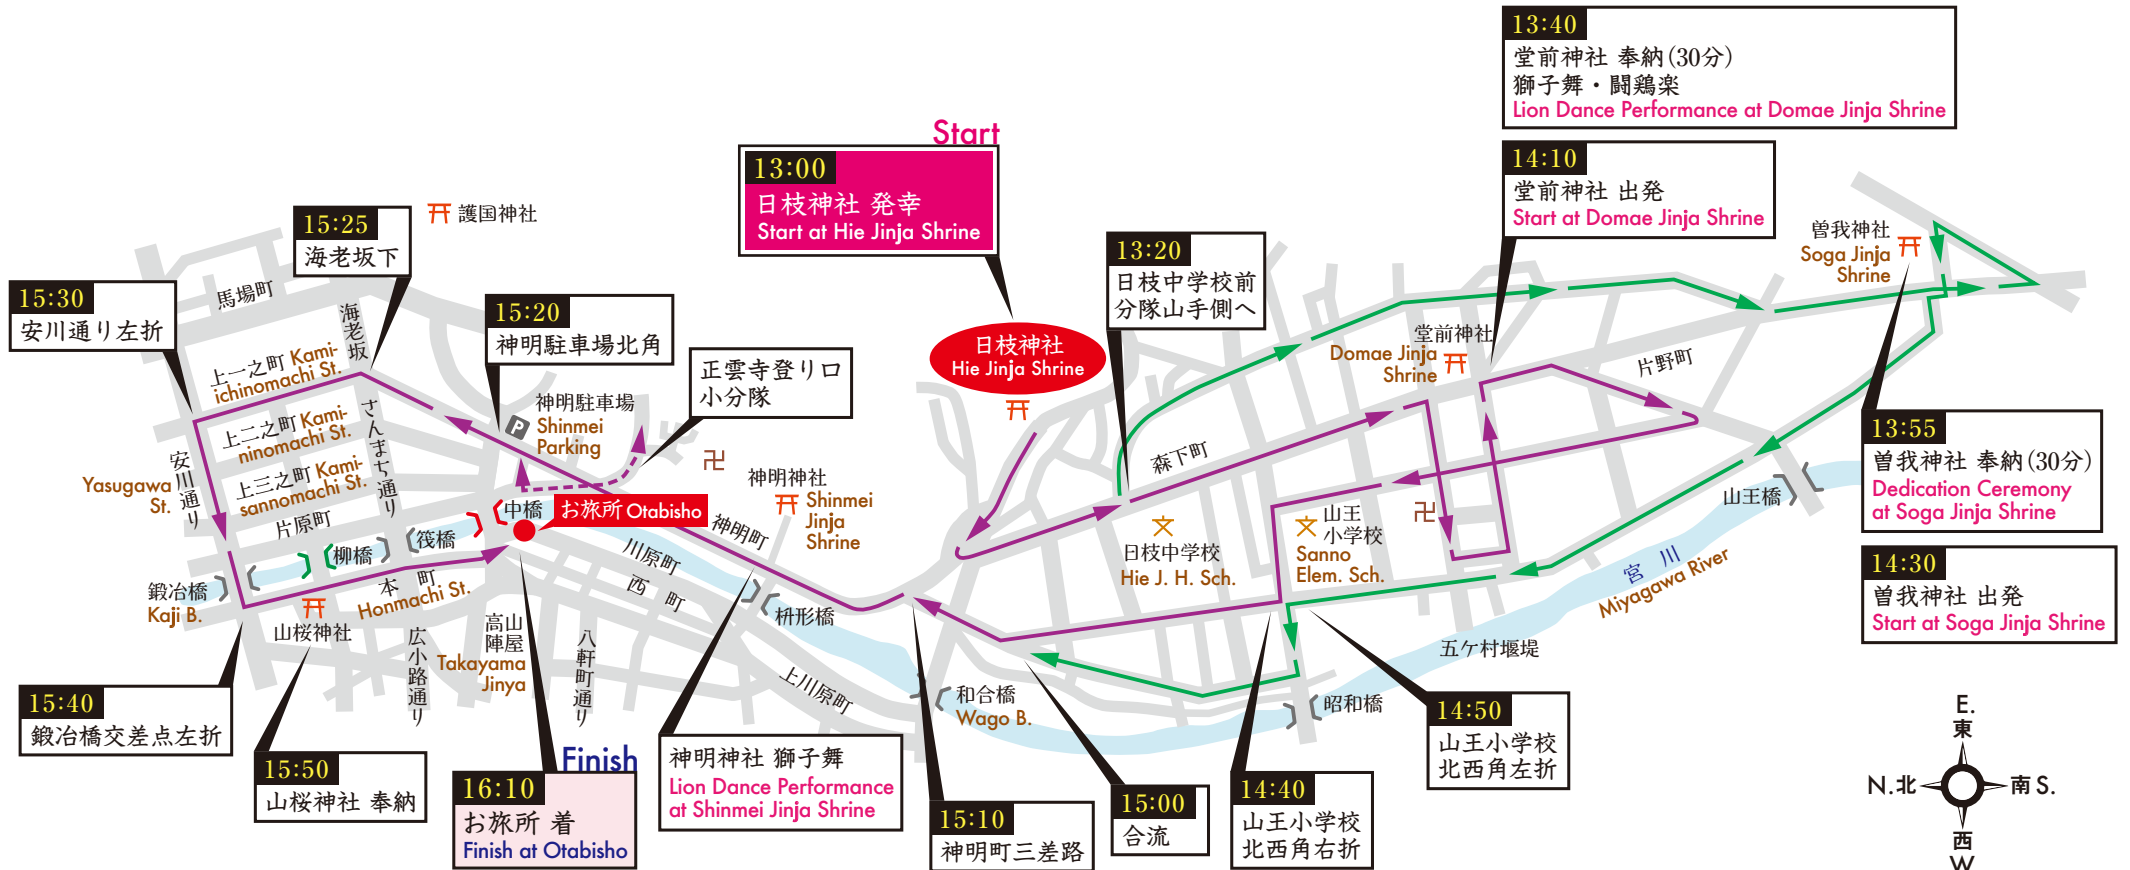 13:40
堂前神社 奉納(30分)
獅子舞・闘鶏楽
Lion Dance Performance at Domae Jinja Shrine
Start
13:00
日枝神社 発幸
Start at Hie Jinja Shrine
14:10
堂前神社 出発
Start at Domae Jinja Shrine
15:25
海老坂下
護国神社
13:20
日枝中学校前
分隊山手側へ
曽我神社
Soga Jinja
Shrine
15:30
安川通り左折
馬場町
海老坂
15:20
神明駐車場北角
正雲寺登り口
小分隊
日枝神社
Hie Jinja Shrine
堂前神社
Domae Jinja
Shrine
片野町
上一之町 Kami-
ichinomachi St.
上二之町 Kami-
ninomachi St.
上三之町 Kami-
sannomachi St.
片原町
さんまち通り
安川通り
Yasugawa
St.
P
神明駐車場
Shinmei
Parking
森下町
13:55
曽我神社 奉納(30分)
Dedication Ceremony
at Soga Jinja Shrine
神明神社
Shinmei
Jinja
Shrine
中橋
お旅所 Otabisho
神明町
山王橋
日枝中学校
Hie J. H. Sch.
山王
小学校
Sanno
Elem. Sch.
14:30
曽我神社 出発
Start at Soga Jinja Shrine
柳橋
筏橋
鍛冶橋
Kaji B.
本町
Honmachi St.
山桜神社
川原町
西町
枡形橋
宮川
Miyagawa River
五ケ村堰堤
広小路通り
高山
陣屋
Takayama
Jinya
八軒町通り
上川原町
和合橋
Wago B.
昭和橋
15:40
鍛冶橋交差点左折
15:50
山桜神社 奉納
Finish
16:10
お旅所 着
Finish at Otabisho
神明神社 獅子舞
Lion Dance Performance
at Shinmei Jinja Shrine
15:10
神明町三差路
15:00
合流
14:40
山王小学校
北西角右折
14:50
山王小学校
北西角左折
E.
東
N.北
南S.
西
W